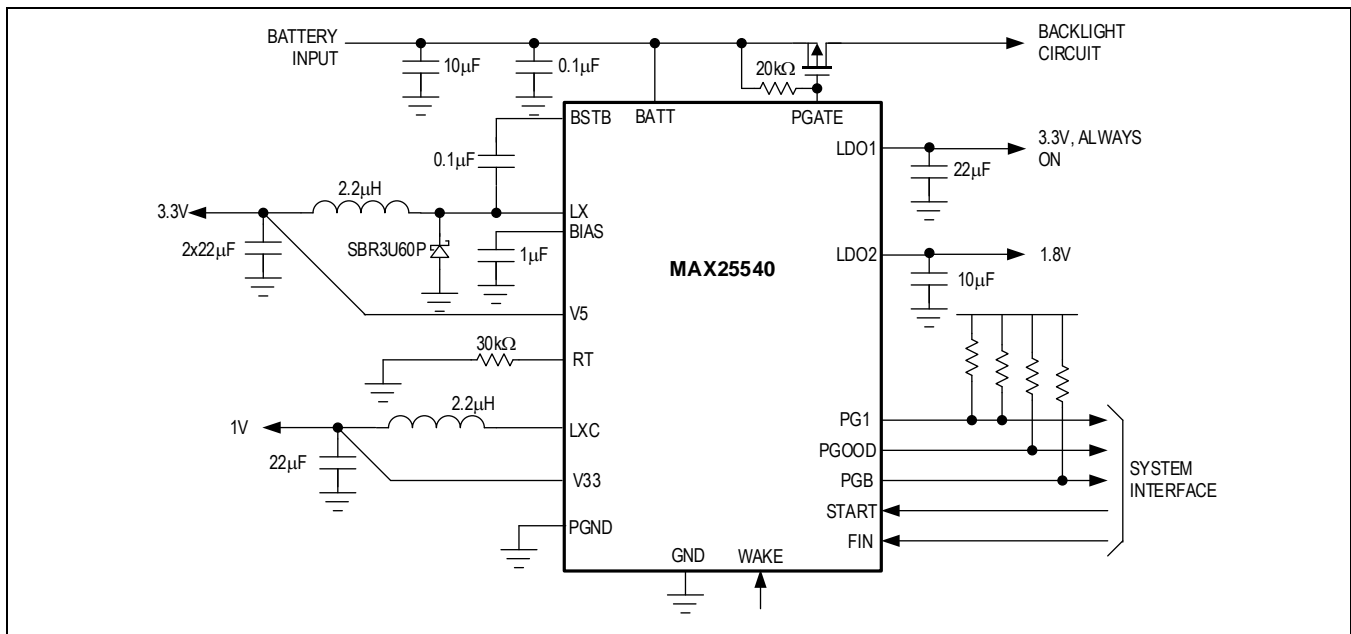 BATTERY
INPUT
10µF
0.1µF
20kΩ
BACKLIGHT
CIRCUIT
BSTB
BATT
PGATE
LDO1
3.3V, ALWAYS
ON
22µF
0.1µF
2.2µH
3.3V
LX
BIAS
2x22µF
SBR3U60P
1µF
MAX25540
LDO2
1.8V
10µF
V5
30kΩ
RT
2.2µH
1V
LXC
22µF
V33
PG1
PGOOD
PGB
SYSTEM
INTERFACE
START
FIN
PGND
GND
WAKE